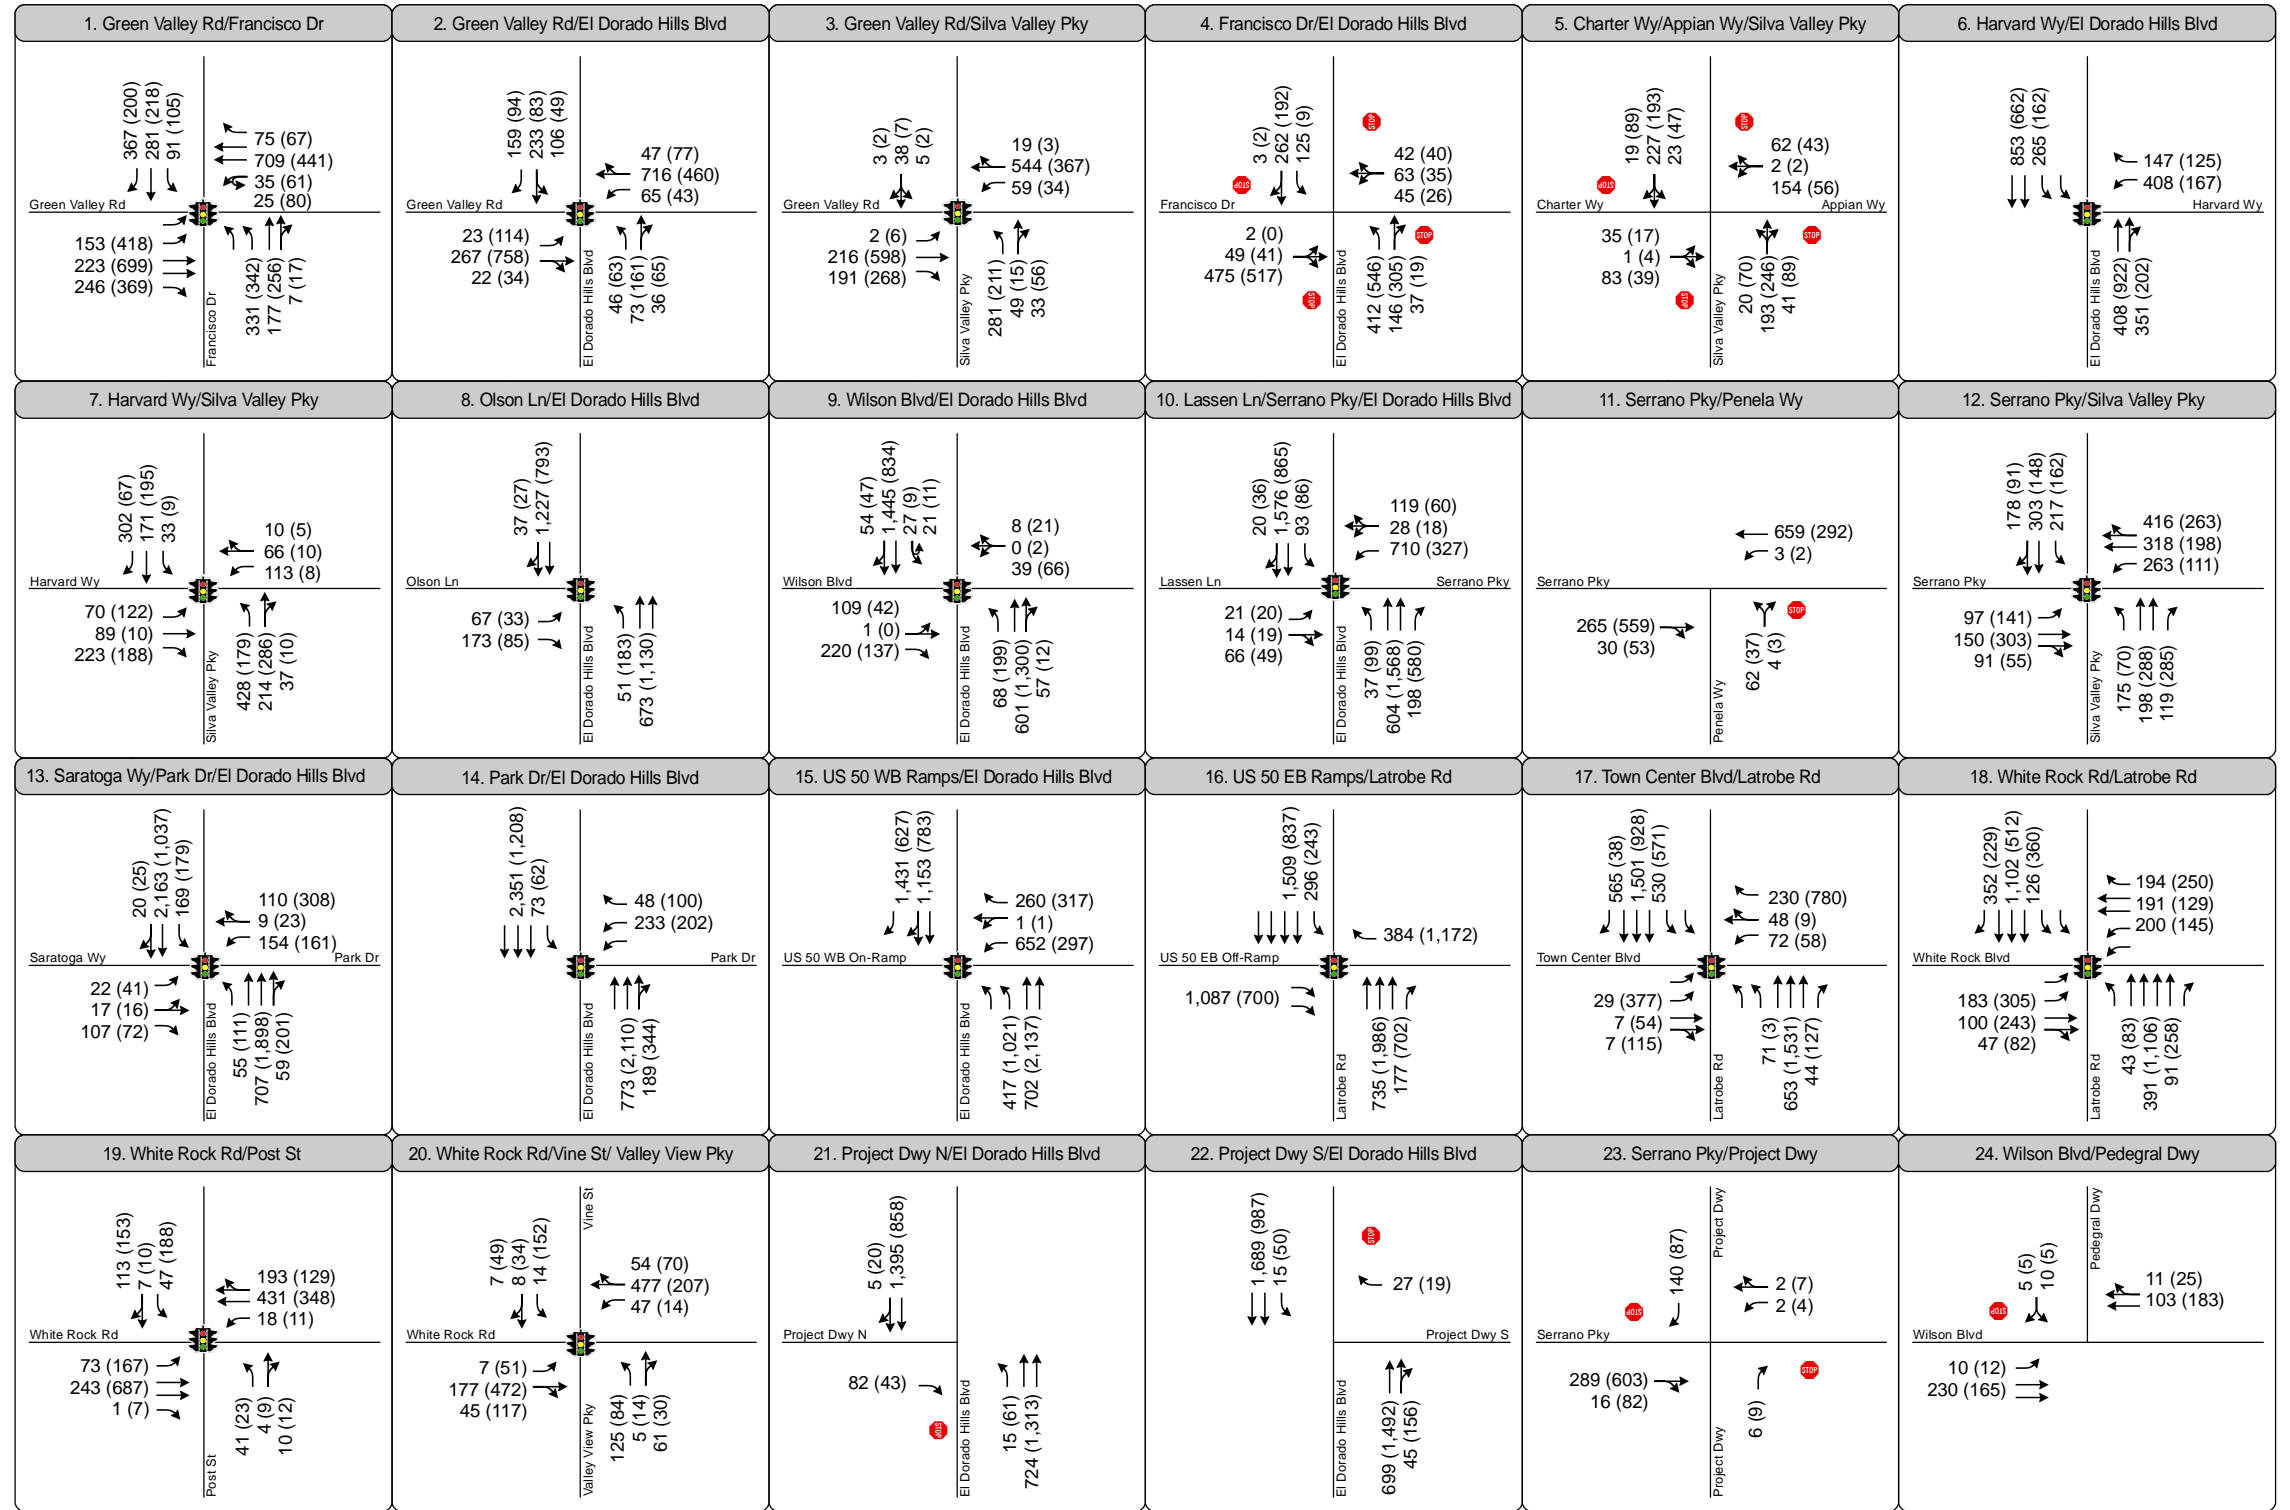 1. Green Valley Rd/Francisco Dr
367 (200)
281 (218)
91 (105)
75 (67)
709 (441)
35 (61)
25 (80)
Green Valley Rd
153 (418)
223 (699)
246 (369)
331 (342)
177 (256)
7 (17)
Francisco Dr
2. Green Valley Rd/El Dorado Hills Blvd
159 (94)
233 (83)
106 (49)
47 (77)
716 (460)
65 (43)
Green Valley Rd
23 (114)
267 (758)
22 (34)
46 (63)
73 (161)
36 (65)
El Dorado Hills Blvd
3. Green Valley Rd/Silva Valley Pky
3 (2)
38 (7)
5 (2)
19 (3)
544 (367)
59 (34)
Green Valley Rd
2 (6)
216 (598)
191 (268)
281 (211)
49 (15)
33 (56)
Silva Valley Pky
4. Francisco Dr/El Dorado Hills Blvd
3 (2)
262 (192)
125 (9)
STOP
42 (40)
63 (35)
45 (26)
STOP
Francisco Dr
2 (0)
49 (41)
475 (517)
STOP
STOP
412 (546)
146 (305)
37 (19)
El Dorado Hills Blvd
5. Charter Wy/Appian Wy/Silva Valley Pky
19 (89)
227 (193)
23 (47)
STOP
62 (43)
2 (2)
154 (56)
STOP
Charter Wy
Appian Wy
35 (17)
1 (4)
83 (39)
STOP
STOP
20 (70)
193 (246)
41 (89)
Silva Valley Pky
6. Harvard Wy/El Dorado Hills Blvd
853 (662)
265 (162)
147 (125)
408 (167)
Harvard Wy
408 (922)
351 (202)
El Dorado Hills Blvd
7. Harvard Wy/Silva Valley Pky
302 (67)
171 (195)
33 (9)
10 (5)
66 (10)
113 (8)
Harvard Wy
70 (122)
89 (10)
223 (188)
428 (179)
214 (286)
37 (10)
Silva Valley Pky
8. Olson Ln/El Dorado Hills Blvd
37 (27)
1,227 (793)
Olson Ln
67 (33)
173 (85)
51 (183)
673 (1,130)
El Dorado Hills Blvd
9. Wilson Blvd/El Dorado Hills Blvd
54 (47)
1,445 (834)
27 (9)
21 (11)
8 (21)
0 (2)
39 (66)
Wilson Blvd
109 (42)
1 (0)
220 (137)
68 (199)
601 (1,300)
57 (12)
El Dorado Hills Blvd
10. Lassen Ln/Serrano Pky/El Dorado Hills Blvd
20 (36)
1,576 (865)
93 (86)
119 (60)
28 (18)
710 (327)
Lassen Ln
Serrano Pky
21 (20)
14 (19)
66 (49)
37 (99)
604 (1,568)
198 (580)
El Dorado Hills Blvd
11. Serrano Pky/Penela Wy
659 (292)
3 (2)
Serrano Pky
265 (559)
30 (53)
STOP
62 (37)
4 (3)
Penela Wy
12. Serrano Pky/Silva Valley Pky
178 (91)
303 (148)
217 (162)
416 (263)
318 (198)
263 (111)
Serrano Pky
97 (141)
150 (303)
91 (55)
175 (70)
198 (288)
119 (285)
Silva Valley Pky
13. Saratoga Wy/Park Dr/El Dorado Hills Blvd
20 (25)
2,163 (1,037)
169 (179)
110 (308)
9 (23)
154 (161)
Saratoga Wy
Park Dr
22 (41)
17 (16)
107 (72)
55 (111)
707 (1,898)
59 (201)
El Dorado Hills Blvd
14. Park Dr/El Dorado Hills Blvd
2,351 (1,208)
73 (62)
48 (100)
233 (202)
Park Dr
773 (2,110)
189 (344)
El Dorado Hills Blvd
15. US 50 WB Ramps/El Dorado Hills Blvd
1,431 (627)
1,153 (783)
260 (317)
1 (1)
652 (297)
US 50 WB On-Ramp
417 (1,021)
702 (2,137)
El Dorado Hills Blvd
16. US 50 EB Ramps/Latrobe Rd
1,509 (837)
296 (243)
384 (1,172)
US 50 EB Off-Ramp
1,087 (700)
735 (1,986)
177 (702)
Latrobe Rd
17. Town Center Blvd/Latrobe Rd
565 (38)
1,501 (928)
530 (571)
230 (780)
48 (9)
72 (58)
Town Center Blvd
29 (377)
7 (54)
7 (115)
71 (3)
653 (1,531)
44 (127)
Latrobe Rd
18. White Rock Rd/Latrobe Rd
352 (229)
1,102 (512)
126 (360)
194 (250)
191 (129)
200 (145)
White Rock Blvd
183 (305)
100 (243)
47 (82)
43 (83)
391 (1,106)
91 (258)
Latrobe Rd
19. White Rock Rd/Post St
113 (153)
7 (10)
47 (188)
193 (129)
431 (348)
18 (11)
White Rock Rd
73 (167)
243 (687)
1 (7)
41 (23)
4 (9)
10 (12)
Post St
20. White Rock Rd/Vine St/ Valley View Pky
Vine St
7 (49)
8 (34)
14 (152)
54 (70)
477 (207)
47 (14)
White Rock Rd
7 (51)
177 (472)
45 (117)
125 (84)
5 (14)
61 (30)
Valley View Pky
21. Project Dwy N/El Dorado Hills Blvd
5 (20)
1,395 (858)
Project Dwy N
82 (43)
STOP
15 (61)
724 (1,313)
El Dorado Hills Blvd
22. Project Dwy S/El Dorado Hills Blvd
1,689 (987)
15 (50)
STOP
27 (19)
Project Dwy S
699 (1,492)
45 (156)
El Dorado Hills Blvd
23. Serrano Pky/Project Dwy
Project Dwy
140 (87)
2 (7)
2 (4)
STOP
Serrano Pky
289 (603)
16 (82)
STOP
6 (9)
Project Dwy
24. Wilson Blvd/Pedegral Dwy
Pedegral Dwy
5 (5)
10 (5)
11 (25)
103 (183)
STOP
Wilson Blvd
10 (12)
230 (165)